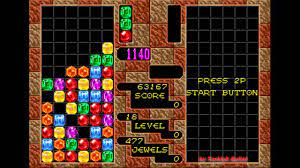 1140
PRESS 2P
START BUTTON
63167
SCORE
0
16
LEVEL
0
477
JEWELS
0